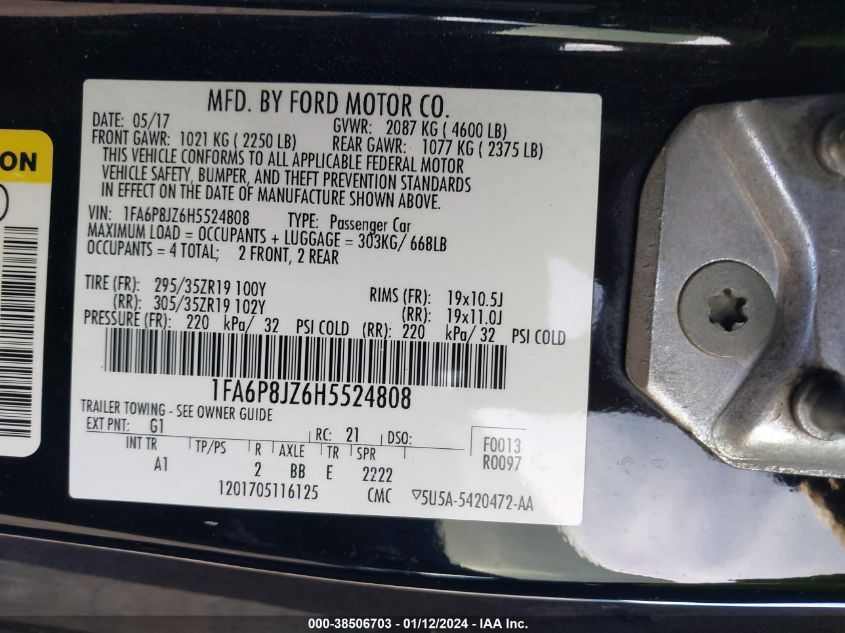 MFD. BY FORD MOTOR CO.
DATE: 05/17 GVWR: 2087 KG ( 4600 LB)
FRONT GAWR: 1021 KG ( 2250 LB) REAR GAWR: 1077 KG ( 2375 LB)
THIS VEHICLE CONFORMS TO ALL APPLICABLE FEDERAL MOTOR
VEHICLE SAFETY, BUMPER, AND THEFT PREVENTION STANDARDS
IN EFFECT ON THE DATE OF MANUFACTURE SHOWN ABOVE.
VIN: 1FA6P8JZ6H5524808 TYPE: Passenger Car
MAXIMUM LOAD = OCCUPANTS + LUGGAGE = 303KG/ 668LB
OCCUPANTS = 4 TOTAL; 2 FRONT, 2 REAR
TIRE (FR): 295/35ZR19 100Y RIMS (FR): 19x10.5J
(RR): 305/35ZR19 102Y (RR): 19x11.0J
PRESSURE (FR): 220 kPa/ 32 PSI COLD (RR): 220 kPa/ 32 PSI COLD
1FA6P8JZ6H5524808
TRAILER TOWING - SEE OWNER GUIDE
EXT PNT: G1 RC: 21 DSO: F0013
INT TR TP/PS R AXLE TR SPR R0097
A1 2 BB E 2222
1201705116125 CMC ▽5U5A-5420472-AA
ON
000-38506703 - 01/12/2024 - IAA Inc.